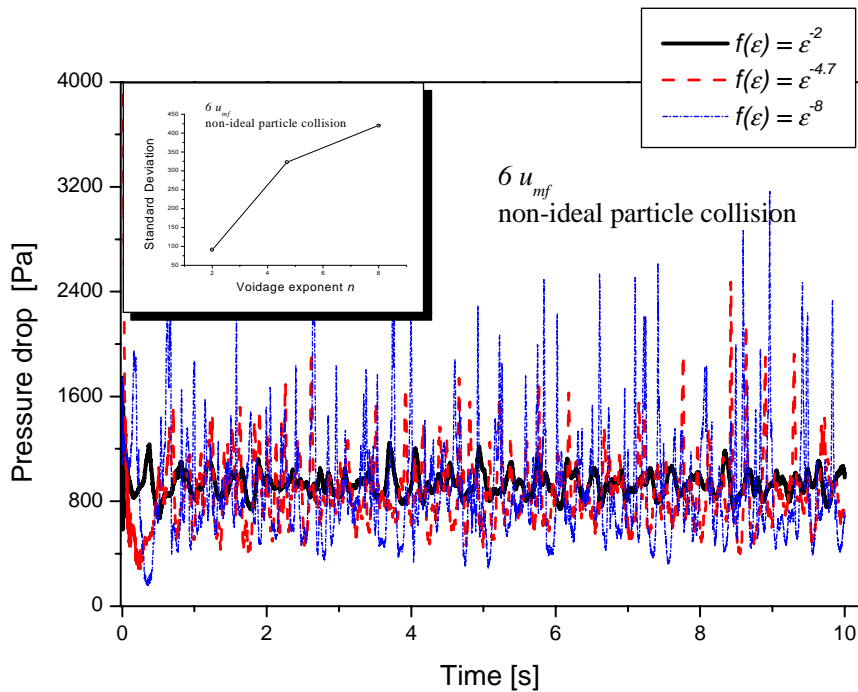 f(ε) = ε^-2
f(ε) = ε^-4.7
f(ε) = ε^-8
4000
3200
2400
1600
800
0
Pressure drop [Pa]
6 u_mf
non-ideal particle collision
450
400
350
300
250
200
150
100
50
Standard Deviation
2
4
6
8
Voidage exponent n
6 u_mf
non-ideal particle collision
0
2
4
6
8
10
Time [s]